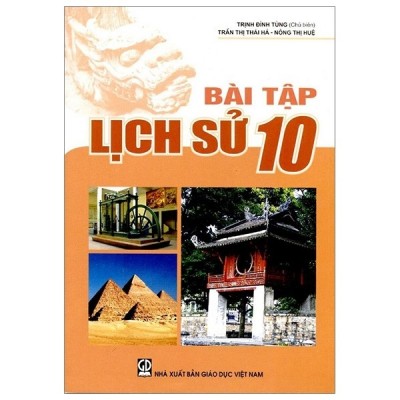 TRỊNH ĐÌNH TÙNG (Chủ biên)
TRẦN THỊ THÁI HÀ - NÔNG THỊ HUỆ
BÀI TẬP
LỊCH SỬ 10
NHÀ XUẤT BẢN GIÁO DỤC VIỆT NAM